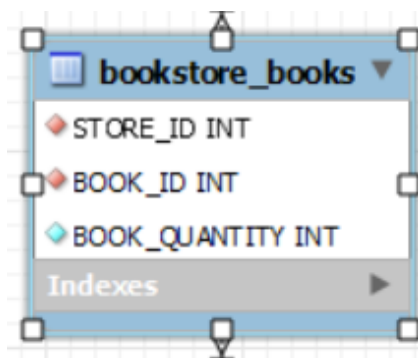 bookstore_books
STORE_ID INT
BOOK_ID INT
BOOK_QUANTITY INT
Indexes